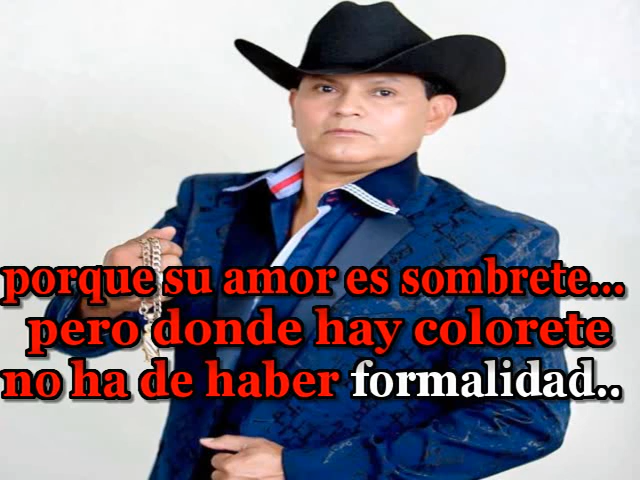 porque su amor es sombrete...
pero donde hay colorete
no ha de haber formalidad..